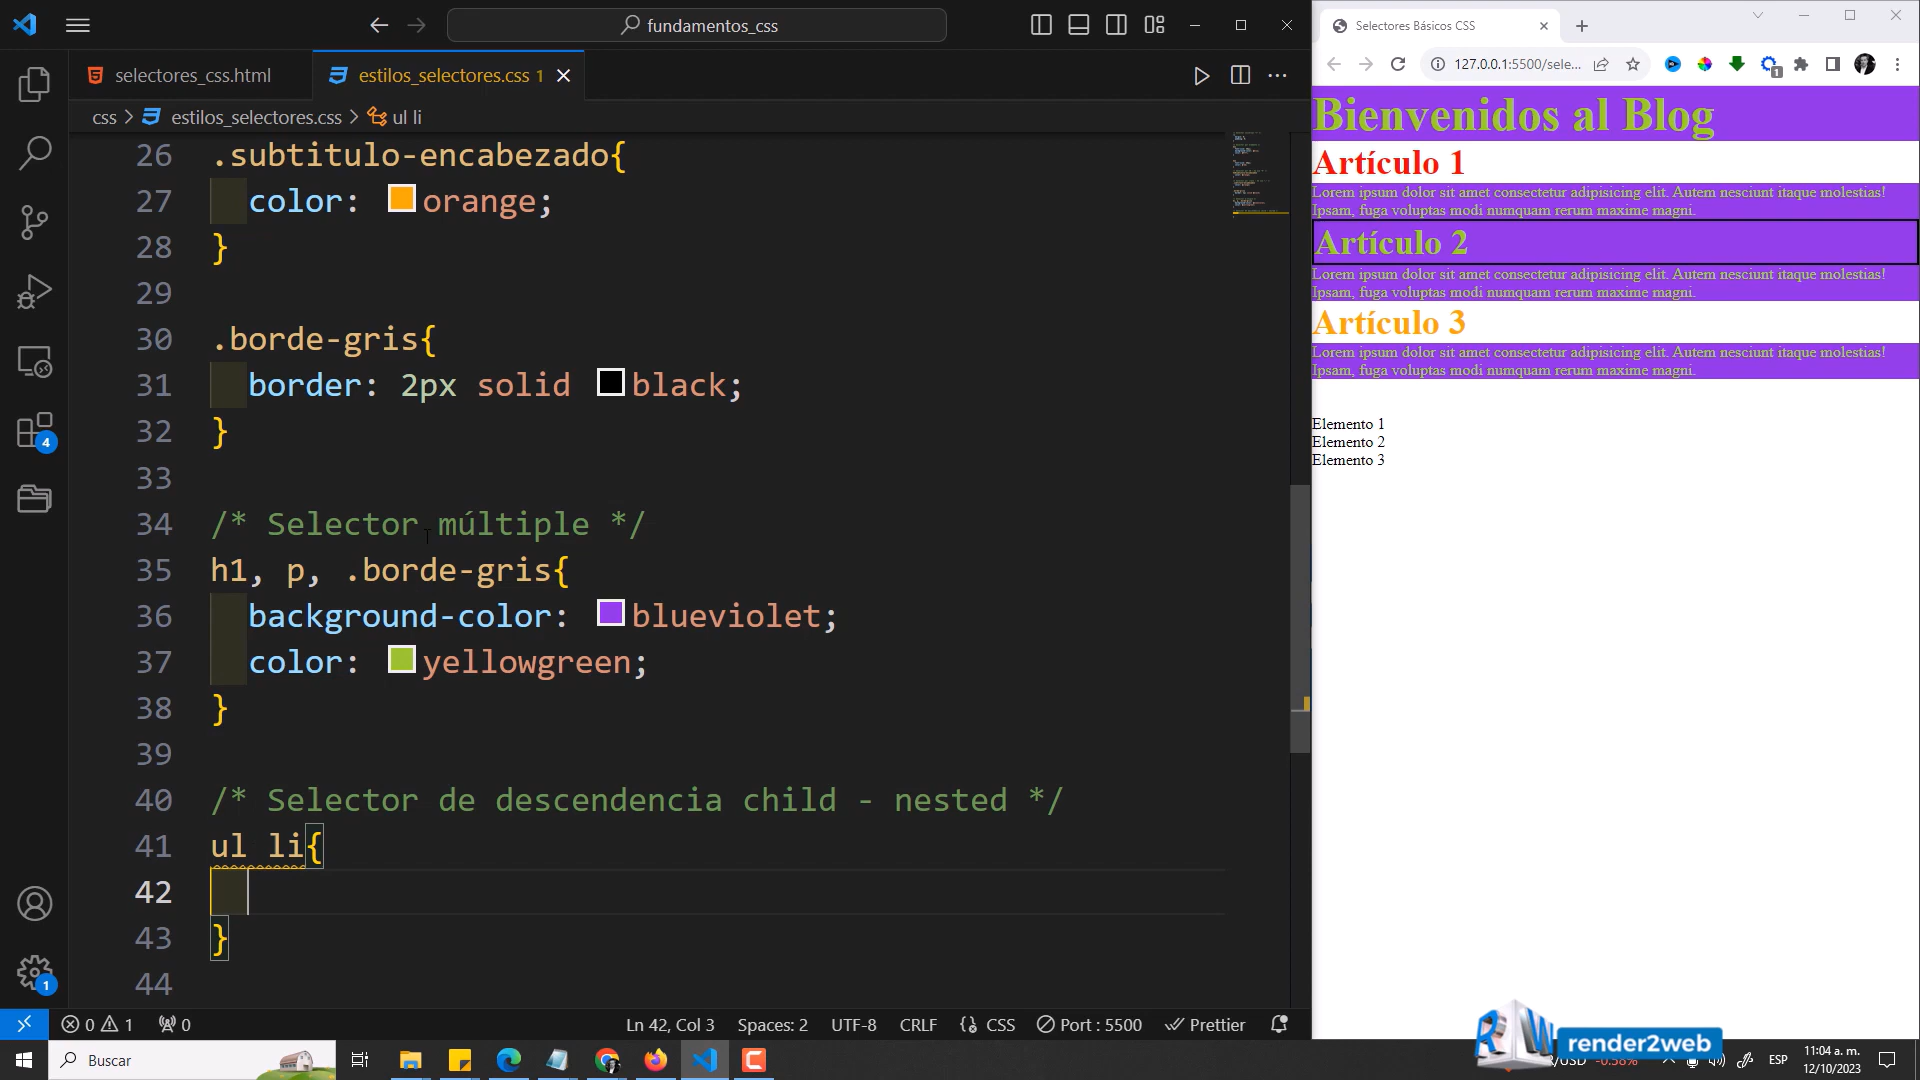 fundamentos_css
selectores_css.html
estilos_selectores.css 1
css
estilos_selectores.css
ul li
26 .subtitulo-encabezado{
27 color: orange;
28 }
29
30 .borde-gris{
31 border: 2px solid black;
32 }
33
34 /* Selector múltiple */
35 h1, p, .borde-gris{
36 background-color: blueviolet;
37 color: yellowgreen;
38 }
39
40 /* Selector de descendencia child - nested */
41 ul li{
42
43 }
44
4
1
0 1 0
Ln 42, Col 3
Spaces: 2
UTF-8
CRLF
CSS
Port : 5500
Prettier
Selectores Básicos CSS
127.0.0.1:5500/sele...
1
Bienvenidos al Blog
Artículo 1
Lorem ipsum dolor sit amet consectetur adipisicing elit. Autem nesciunt itaque molestias!
Ipsam, fuga voluptas modi numquam rerum maxime magni.
Artículo 2
Lorem ipsum dolor sit amet consectetur adipisicing elit. Autem nesciunt itaque molestias!
Ipsam, fuga voluptas modi numquam rerum maxime magni.
Artículo 3
Lorem ipsum dolor sit amet consectetur adipisicing elit. Autem nesciunt itaque molestias!
Ipsam, fuga voluptas modi numquam rerum maxime magni.
Elemento 1
Elemento 2
Elemento 3
render2web
Buscar
/USD -0.58%
ESP
11:04 a. m.
12/10/2023